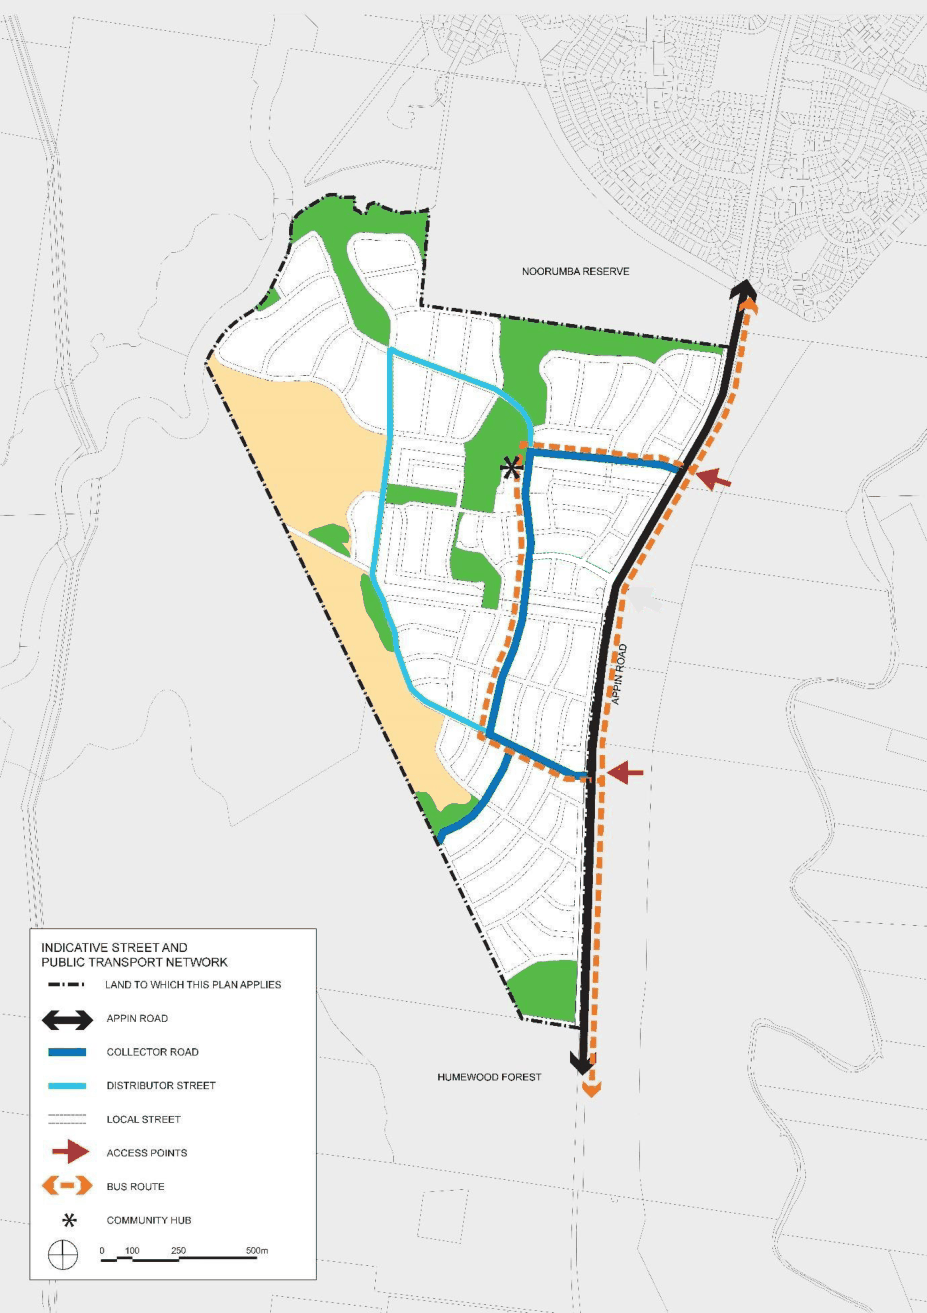 NOORUMBA RESERVE
APPIN ROAD
HUMEWOOD FOREST
INDICATIVE STREET AND
PUBLIC TRANSPORT NETWORK
LAND TO WHICH THIS PLAN APPLIES
APPIN ROAD
COLLECTOR ROAD
DISTRIBUTOR STREET
LOCAL STREET
ACCESS POINTS
BUS ROUTE
COMMUNITY HUB
0 100 250 500m